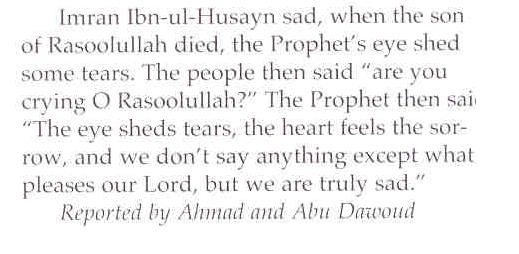 Imran Ibn-ul-Husayn sad, when the son
of Rasoolullah died, the Prophet's eye shed
some tears. The people then said "are you
crying O Rasoolullah?" The Prophet then sai
"The eye sheds tears, the heart feels the sor-
row, and we don't say anything except what
pleases our Lord, but we are truly sad."
Reported by Ahmad and Abu Dawoud